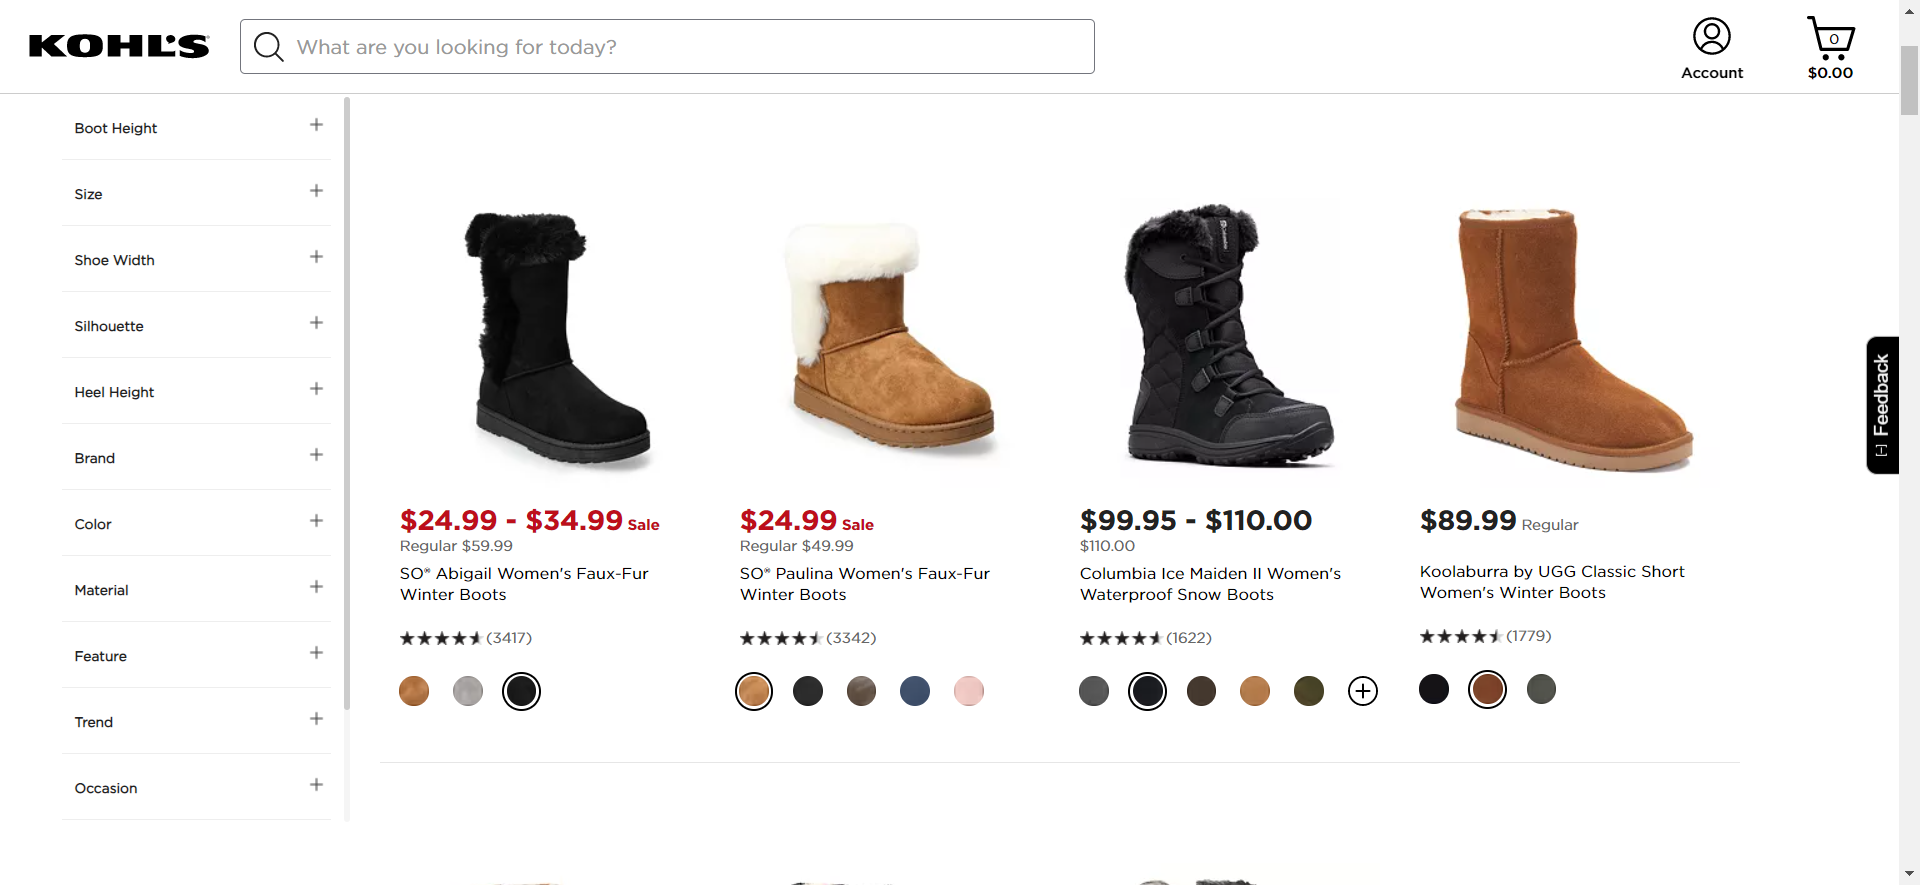 KOHL'S
What are you looking for today?
Account
0
$0.00
Boot Height
Size
Shoe Width
Silhouette
Heel Height
Brand
Color
Material
Feature
Trend
Occasion
$24.99 - $34.99 Sale
Regular $59.99
SO® Abigail Women's Faux-Fur
Winter Boots
(3417)
$24.99 Sale
Regular $49.99
SO® Paulina Women's Faux-Fur
Winter Boots
(3342)
$99.95 - $110.00
$110.00
Columbia Ice Maiden II Women's
Waterproof Snow Boots
(1622)
$89.99 Regular
Koolaburra by UGG Classic Short
Women's Winter Boots
(1779)
[-] Feedback